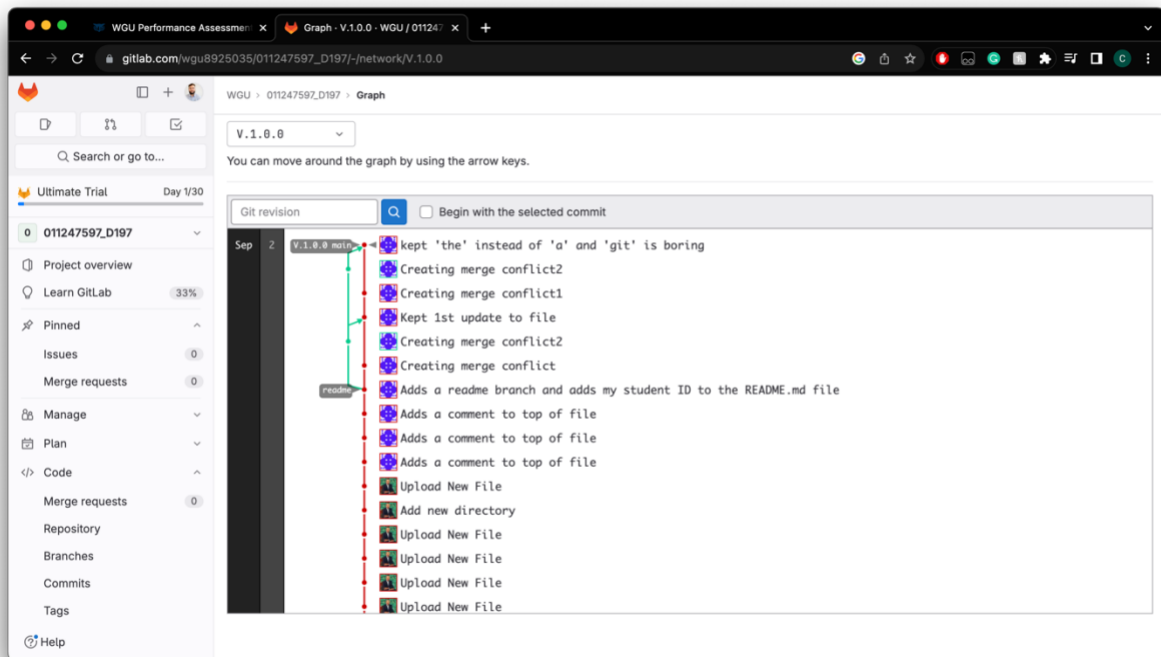 WGU Performance Assessmen
Graph · V.1.0.0 · WGU / 01124
gitlab.com/wgu8925035/011247597_D197/-/network/V.1.0.0
C
WGU > 011247597_D197 > Graph
V.1.0.0
You can move around the graph by using the arrow keys.
Search or go to...
Ultimate Trial Day 1/30
0 011247597_D197
Project overview
Learn GitLab 33%
Pinned
Issues 0
Merge requests 0
Manage
Plan
Code
Merge requests 0
Repository
Branches
Commits
Tags
Help
Git revision Begin with the selected commit
Sep 2 V.1.0.0 main kept 'the' instead of 'a' and 'git' is boring
Creating merge conflict2
Creating merge conflict1
Kept 1st update to file
Creating merge conflict2
Creating merge conflict
readme Adds a readme branch and adds my student ID to the README.md file
Adds a comment to top of file
Adds a comment to top of file
Adds a comment to top of file
Upload New File
Add new directory
Upload New File
Upload New File
Upload New File
Upload New File